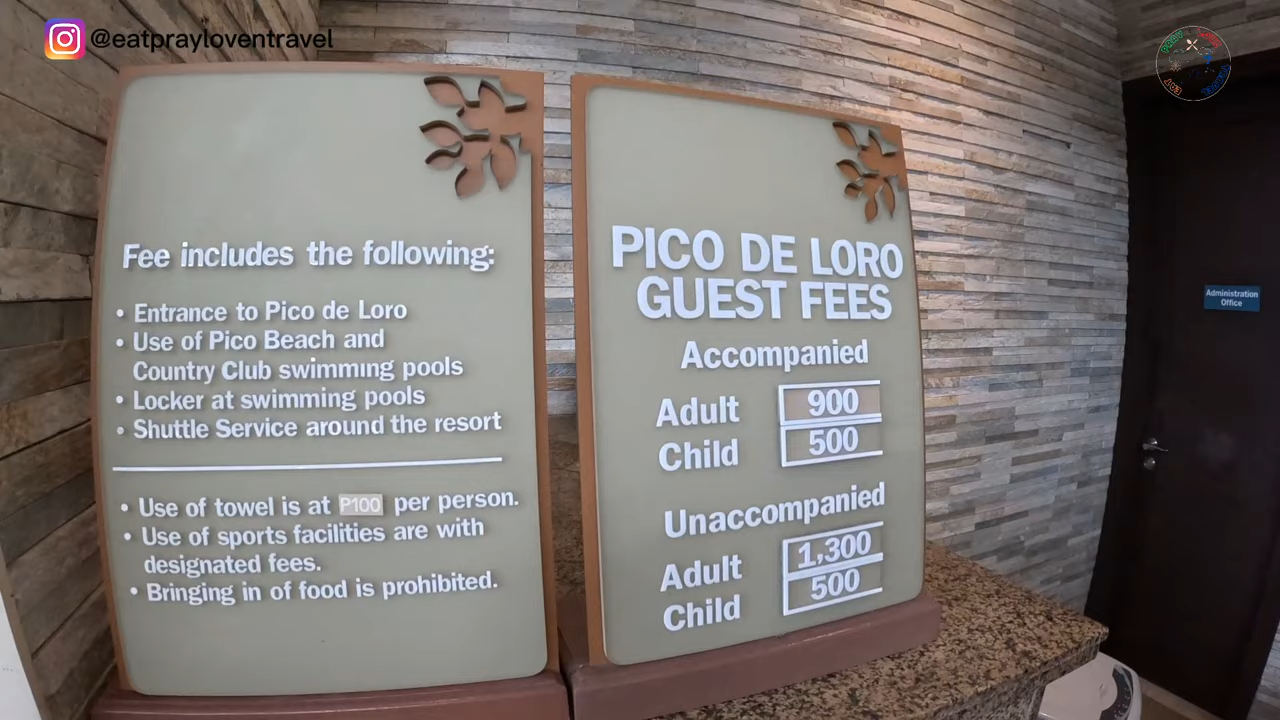 @eatprayloventravel
Fee includes the following:
• Entrance to Pico de Loro
• Use of Pico Beach and
Country Club swimming pools
• Locker at swimming pools
• Shuttle Service around the resort
• Use of towel is at P100 per person.
• Use of sports facilities are with
designated fees.
• Bringing in of food is prohibited.
PICO DE LORO
GUEST FEES
Accompanied
Adult 900
Child 500
Unaccompanied
Adult 1,300
Child 500
Administration
Office